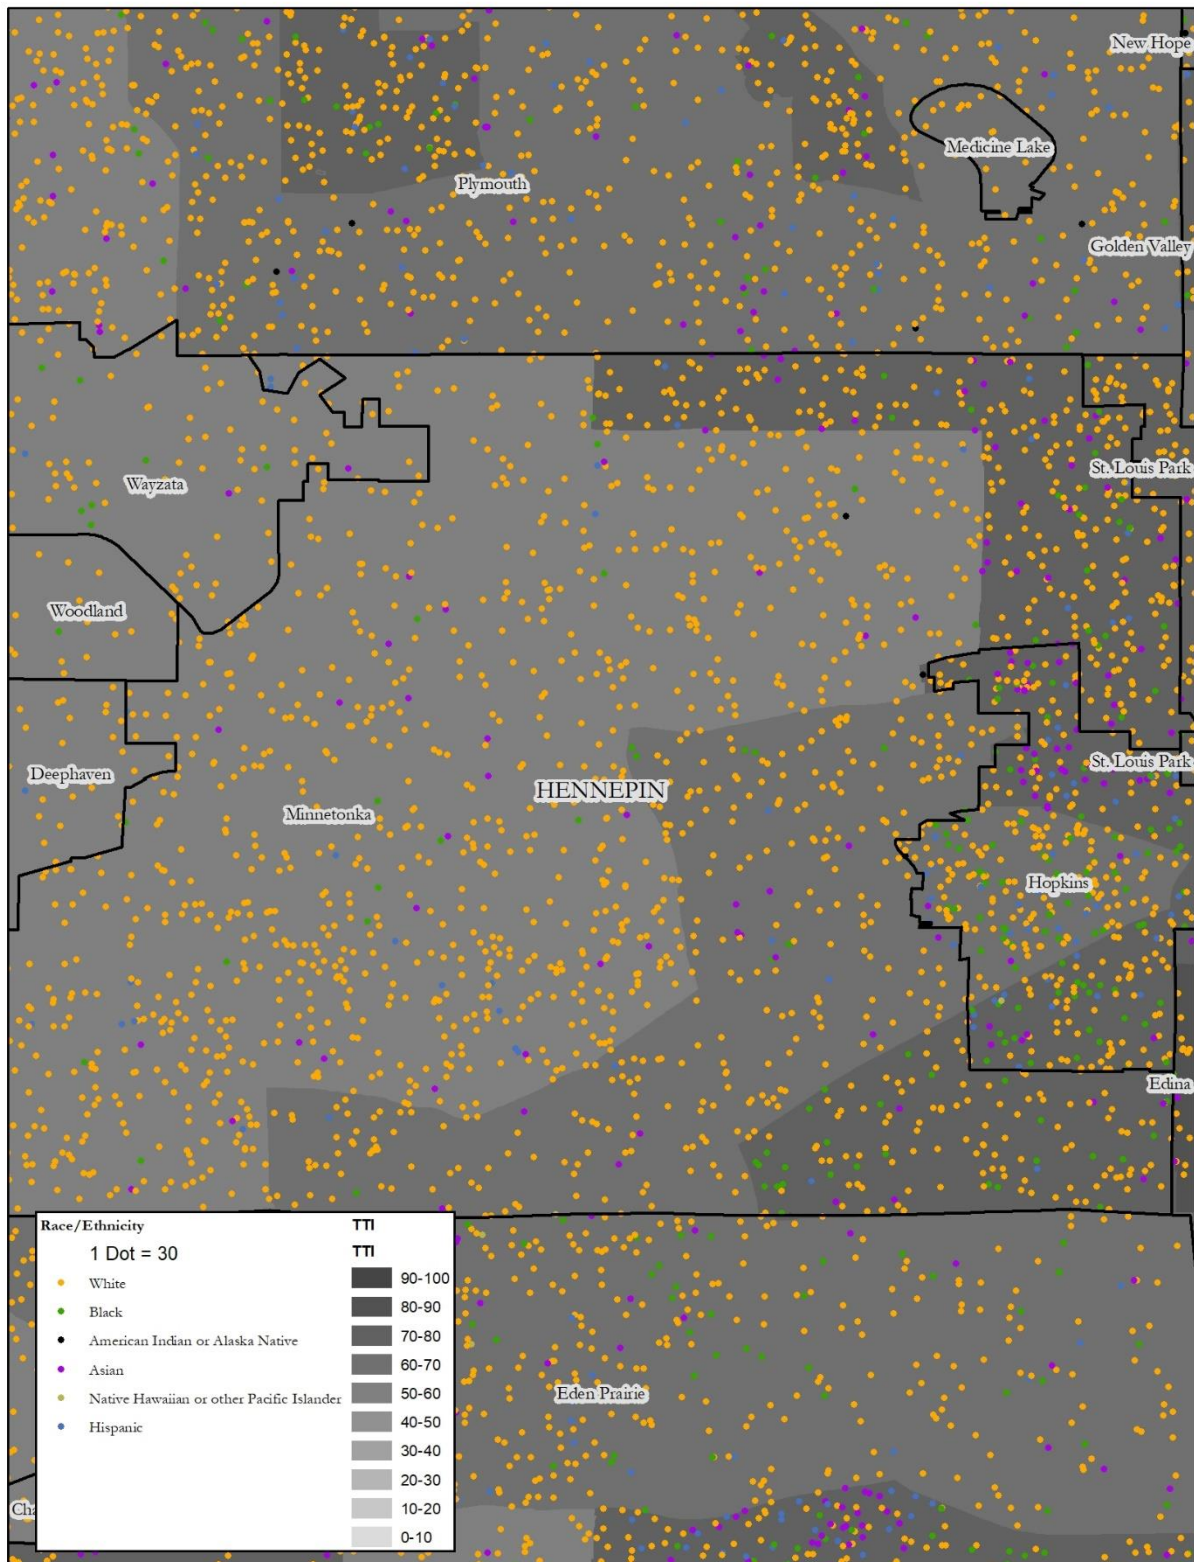 New Hope
Medicine Lake
Plymouth
Golden Valley
St. Louis Park
Wayzata
Woodland
St. Louis Park
Deephaven
HENNEPIN
Minnetonka
Hopkins
Edina
Race/Ethnicity
1 Dot = 30
White
Black
American Indian or Alaska Native
Asian
Native Hawaiian or other Pacific Islander
Hispanic
TTI
TTI
90-100
80-90
70-80
60-70
50-60
40-50
30-40
20-30
10-20
0-10
Eden Prairie
Cha